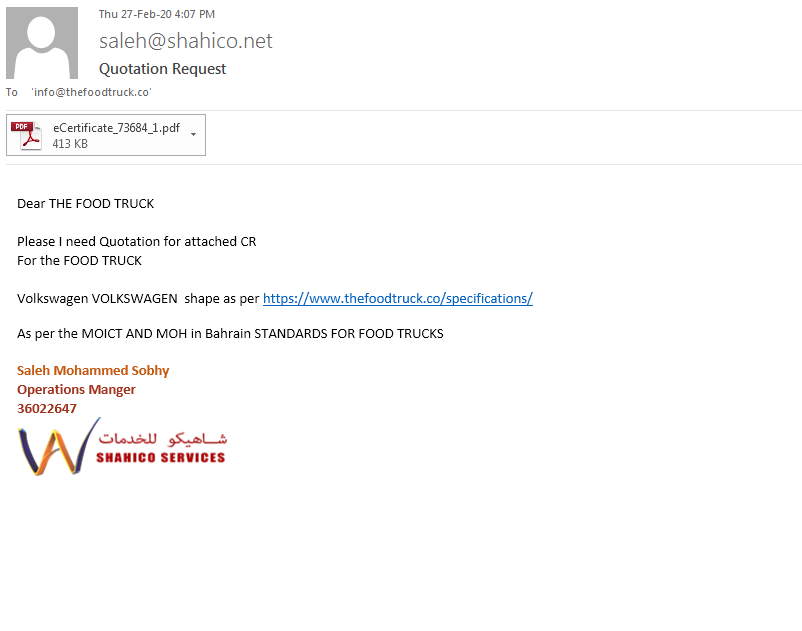 Thu 27-Feb-20 4:07 PM
saleh@shahico.net
Quotation Request
To 'info@thefoodtruck.co'
PDF
eCertificate_73684_1.pdf
413 KB
Dear THE FOOD TRUCK
Please I need Quotation for attached CR
For the FOOD TRUCK
Volkswagen VOLKSWAGEN shape as per https://www.thefoodtruck.co/specifications/
As per the MOICT AND MOH in Bahrain STANDARDS FOR FOOD TRUCKS
Saleh Mohammed Sobhy
Operations Manger
36022647
شاهيكو للخدمات
SHAHICO SERVICES